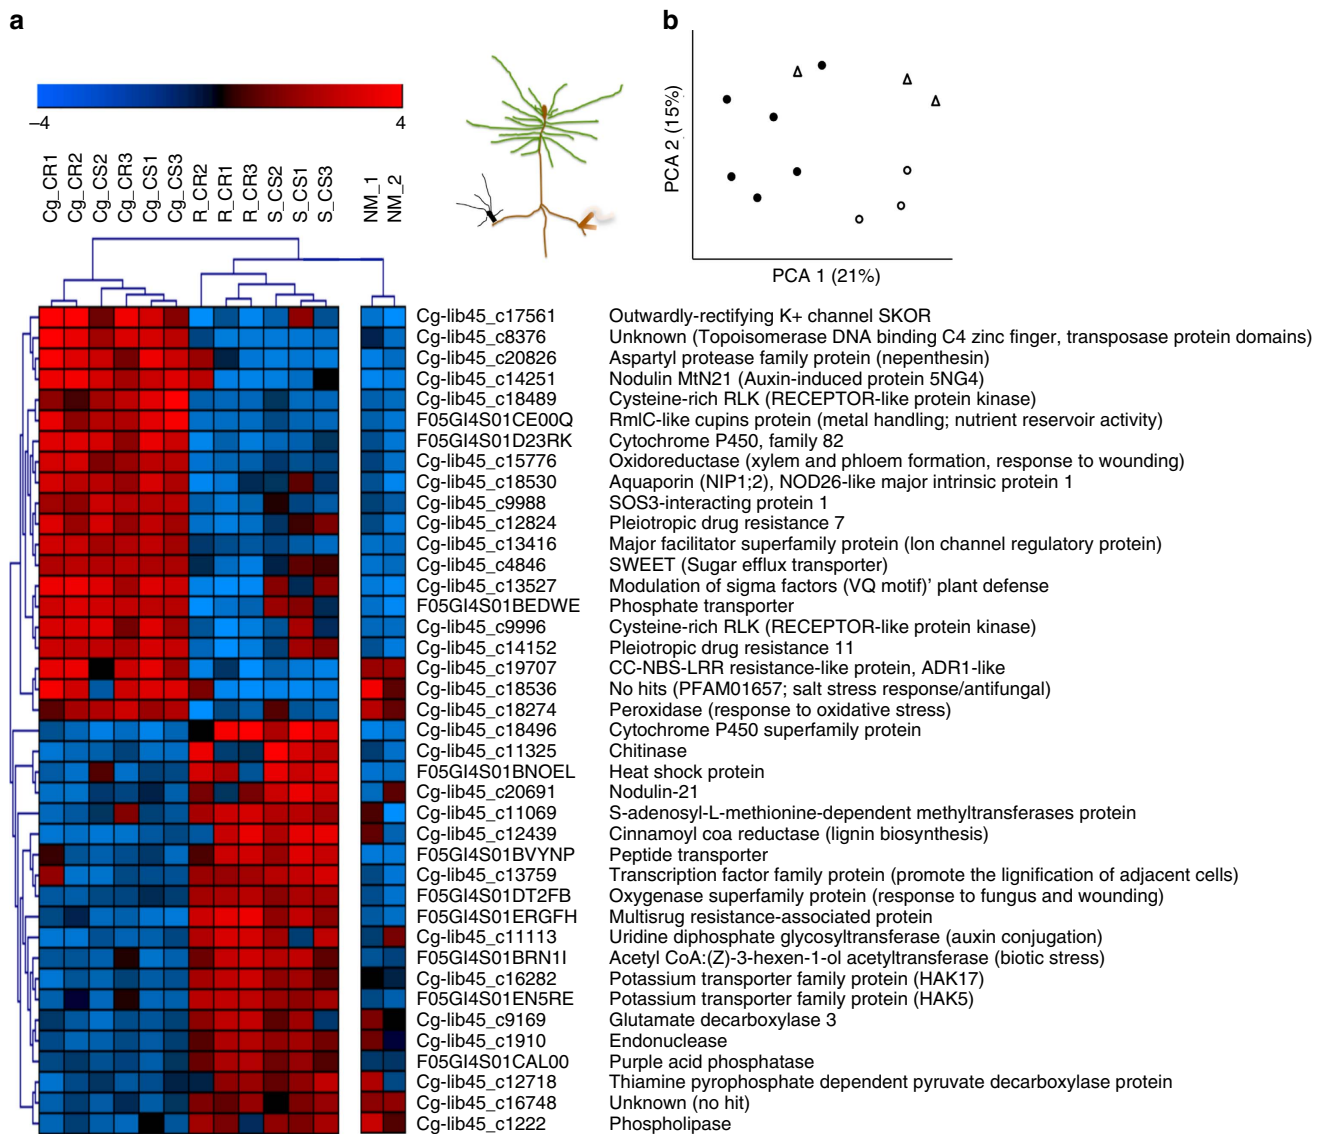 a
b
–4
4
Cg_CR1
Cg_CR2
Cg_CS2
Cg_CR3
Cg_CS1
Cg_CS3
R_CR2
R_CR1
R_CR3
S_CS2
S_CS1
S_CS3
NM_1
NM_2
PCA 2 (15%)
PCA 1 (21%)
Cg-lib45_c17561 Outwardly-rectifying K+ channel SKOR
Cg-lib45_c8376 Unknown (Topoisomerase DNA binding C4 zinc finger, transposase protein domains)
Cg-lib45_c20826 Aspartyl protease family protein (nepenthesin)
Cg-lib45_c14251 Nodulin MtN21 (Auxin-induced protein 5NG4)
Cg-lib45_c18489 Cysteine-rich RLK (RECEPTOR-like protein kinase)
F05GI4S01CE00Q RmlC-like cupins protein (metal handling; nutrient reservoir activity)
F05GI4S01D23RK Cytochrome P450, family 82
Cg-lib45_c15776 Oxidoreductase (xylem and phloem formation, response to wounding)
Cg-lib45_c18530 Aquaporin (NIP1;2), NOD26-like major intrinsic protein 1
Cg-lib45_c9988 SOS3-interacting protein 1
Cg-lib45_c12824 Pleiotropic drug resistance 7
Cg-lib45_c13416 Major facilitator superfamily protein (Ion channel regulatory protein)
Cg-lib45_c4846 SWEET (Sugar efflux transporter)
Cg-lib45_c13527 Modulation of sigma factors (VQ motif)’ plant defense
F05GI4S01BEDWE Phosphate transporter
Cg-lib45_c9996 Cysteine-rich RLK (RECEPTOR-like protein kinase)
Cg-lib45_c14152 Pleiotropic drug resistance 11
Cg-lib45_c19707 CC-NBS-LRR resistance-like protein, ADR1-like
Cg-lib45_c18536 No hits (PFAM01657; salt stress response/antifungal)
Cg-lib45_c18274 Peroxidase (response to oxidative stress)
Cg-lib45_c18496 Cytochrome P450 superfamily protein
Cg-lib45_c11325 Chitinase
F05GI4S01BNOEL Heat shock protein
Cg-lib45_c20691 Nodulin-21
Cg-lib45_c11069 S-adenosyl-L-methionine-dependent methyltransferases protein
Cg-lib45_c12439 Cinnamoyl coa reductase (lignin biosynthesis)
F05GI4S01BVYNP Peptide transporter
Cg-lib45_c13759 Transcription factor family protein (promote the lignification of adjacent cells)
F05GI4S01DT2FB Oxygenase superfamily protein (response to fungus and wounding)
F05GI4S01ERGFH Multisrug resistance-associated protein
Cg-lib45_c11113 Uridine diphosphate glycosyltransferase (auxin conjugation)
F05GI4S01BRN1I Acetyl CoA:(Z)-3-hexen-1-ol acetyltransferase (biotic stress)
Cg-lib45_c16282 Potassium transporter family protein (HAK17)
F05GI4S01EN5RE Potassium transporter family protein (HAK5)
Cg-lib45_c9169 Glutamate decarboxylase 3
Cg-lib45_c1910 Endonuclease
F05GI4S01CAL00 Purple acid phosphatase
Cg-lib45_c12718 Thiamine pyrophosphate dependent pyruvate decarboxylase protein
Cg-lib45_c16748 Unknown (no hit)
Cg-lib45_c1222 Phospholipase